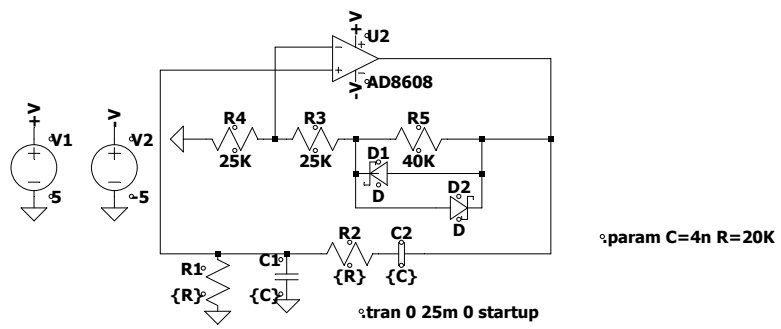 +V
U2
AD8608
-V
+V
V1
5
-V
V2
-5
R4
25K
R3
25K
R5
40K
D1
D
D2
D
R2
{R}
C2
{C}
R1
{R}
C1
{C}
.param C=4n R=20K
.tran 0 25m 0 startup